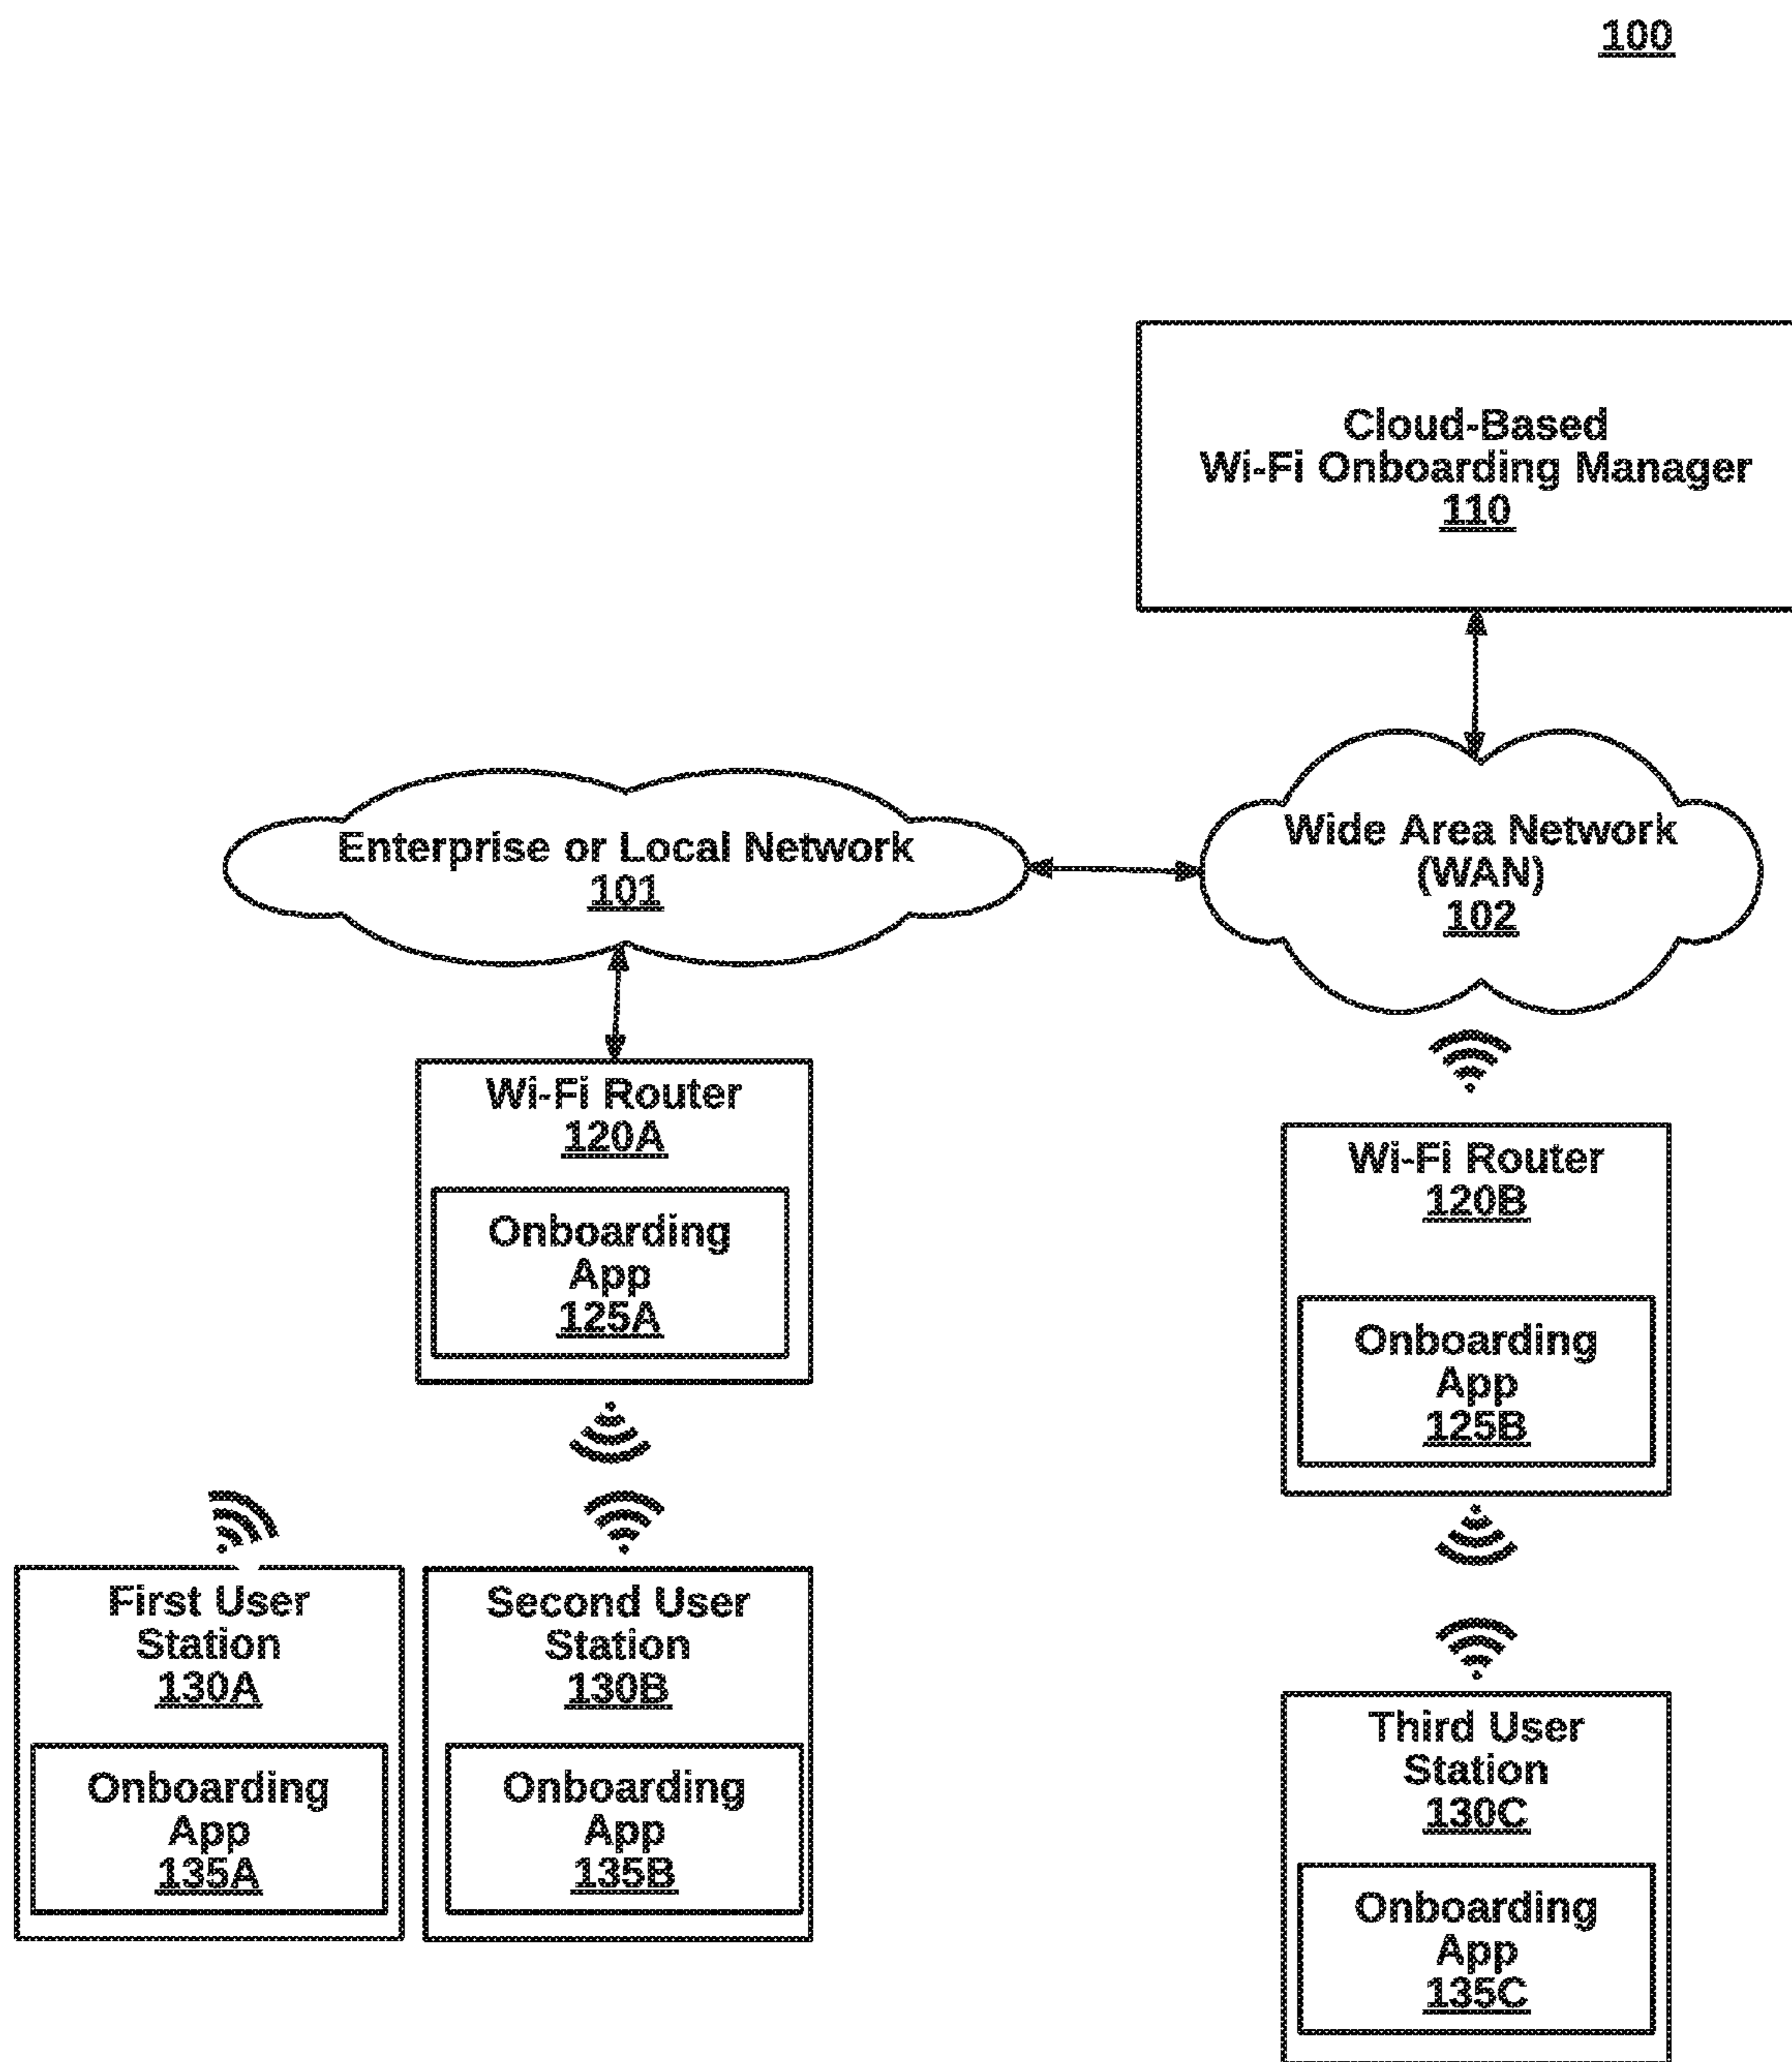 100
Cloud-Based
Wi-Fi Onboarding Manager
110
Enterprise or Local Network
101
Wide Area Network
(WAN)
102
Wi-Fi Router
120A
Onboarding
App
125A
Wi-Fi Router
120B
Onboarding
App
125B
First User
Station
130A
Onboarding
App
135A
Second User
Station
130B
Onboarding
App
135B
Third User
Station
130C
Onboarding
App
135C